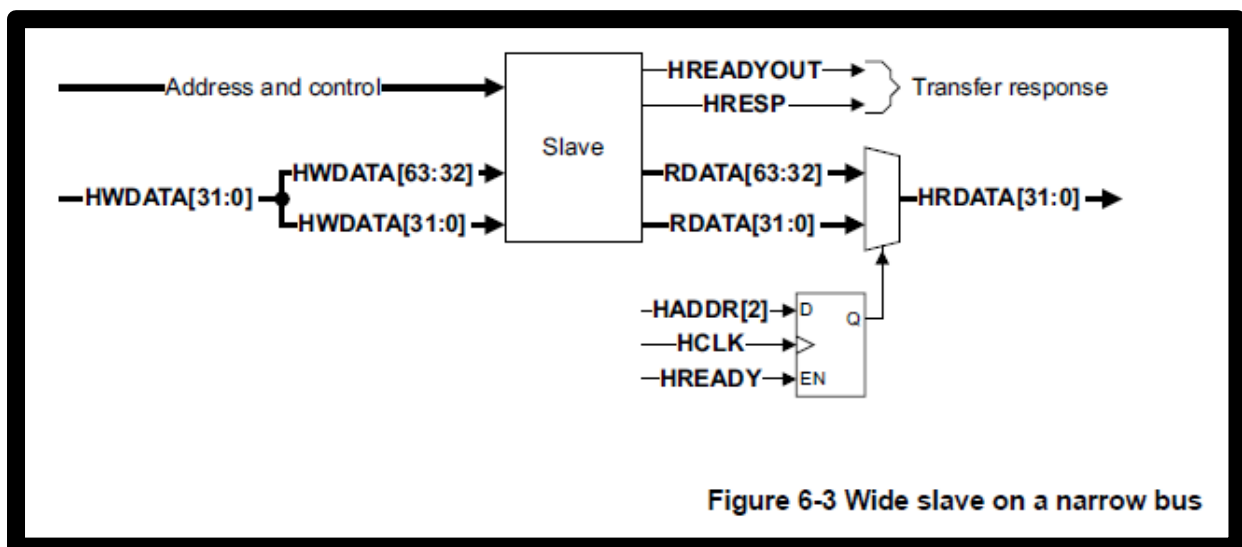 HREADYOUT
Address and control
Transfer response
HRESP
Slave
HWDATA[63:32]
RDATA[63:32]
HWDATA[31:0]
HRDATA[31:0]
HWDATA[31:0]
RDATA[31:0]
HADDR[2]
D
Q
HCLK
HREADY
EN
Figure 6-3 Wide slave on a narrow bus